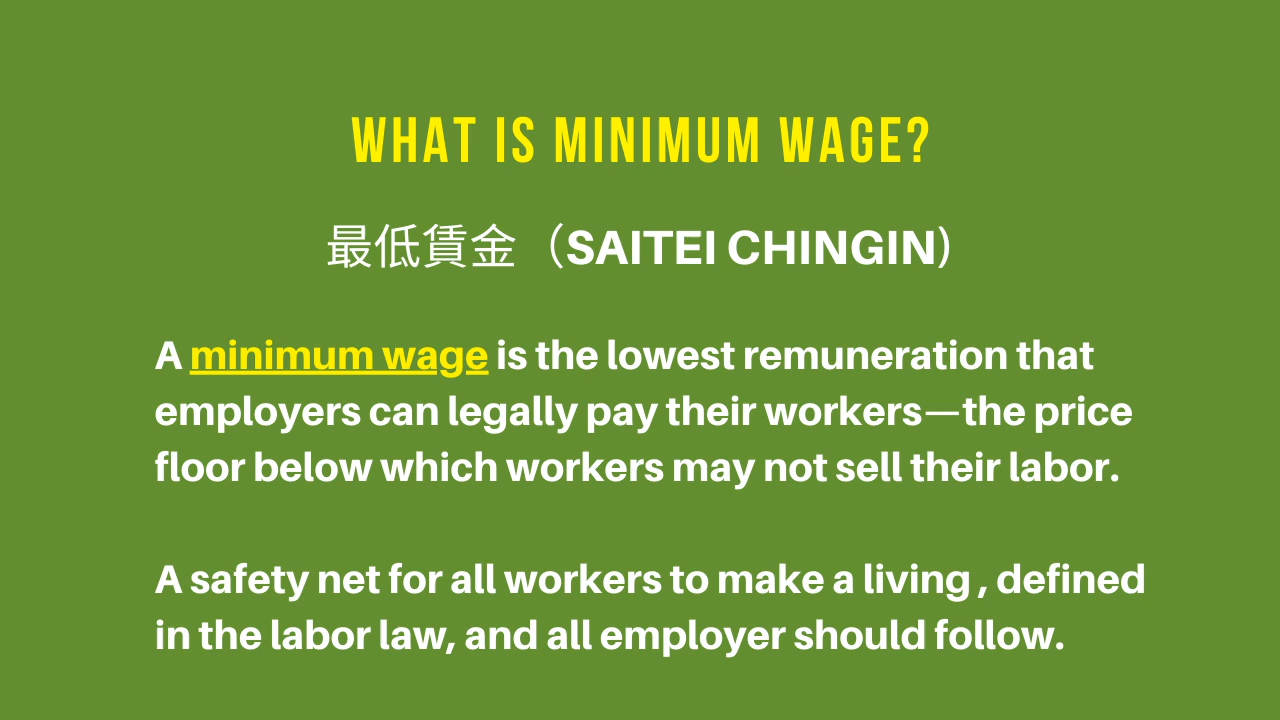 WHAT IS MINIMUM WAGE?
最低賃金（SAITEI CHINGIN)
A minimum wage is the lowest remuneration that
employers can legally pay their workers—the price
floor below which workers may not sell their labor.
A safety net for all workers to make a living , defined
in the labor law, and all employer should follow.